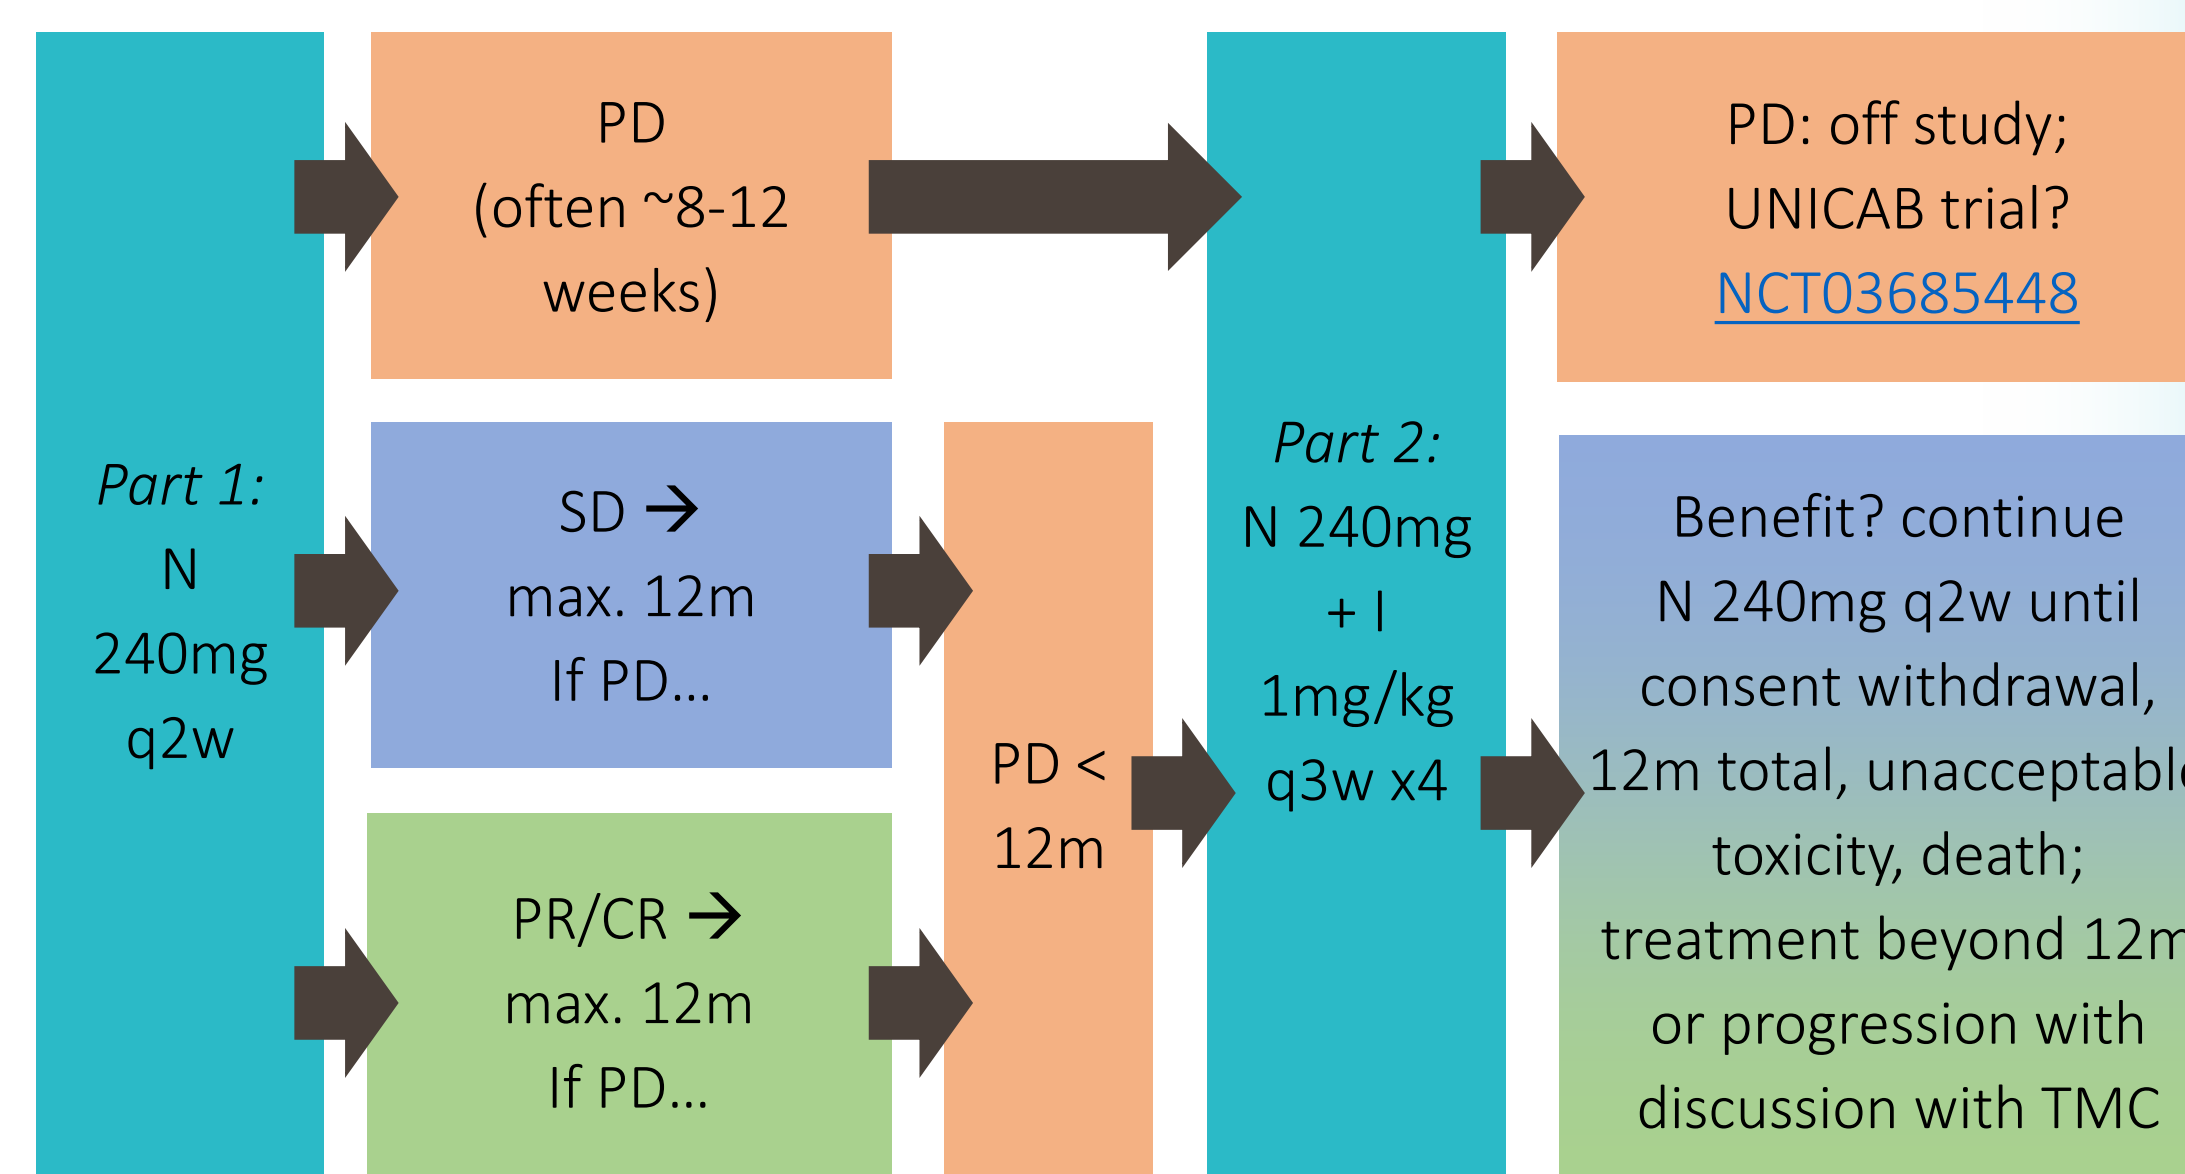 Part 1:
N
240mg
q2w
PD
(often ~8-12
weeks)
SD →
max. 12m
If PD...
PR/CR →
max. 12m
If PD...
PD <
12m
Part 2:
N 240mg
+ I
1mg/kg
q3w x4
PD: off study;
UNICAB trial?
NCT03685448
Benefit? continue
N 240mg q2w until
consent withdrawal,
12m total, unacceptable
toxicity, death;
treatment beyond 12m
or progression with
discussion with TMC